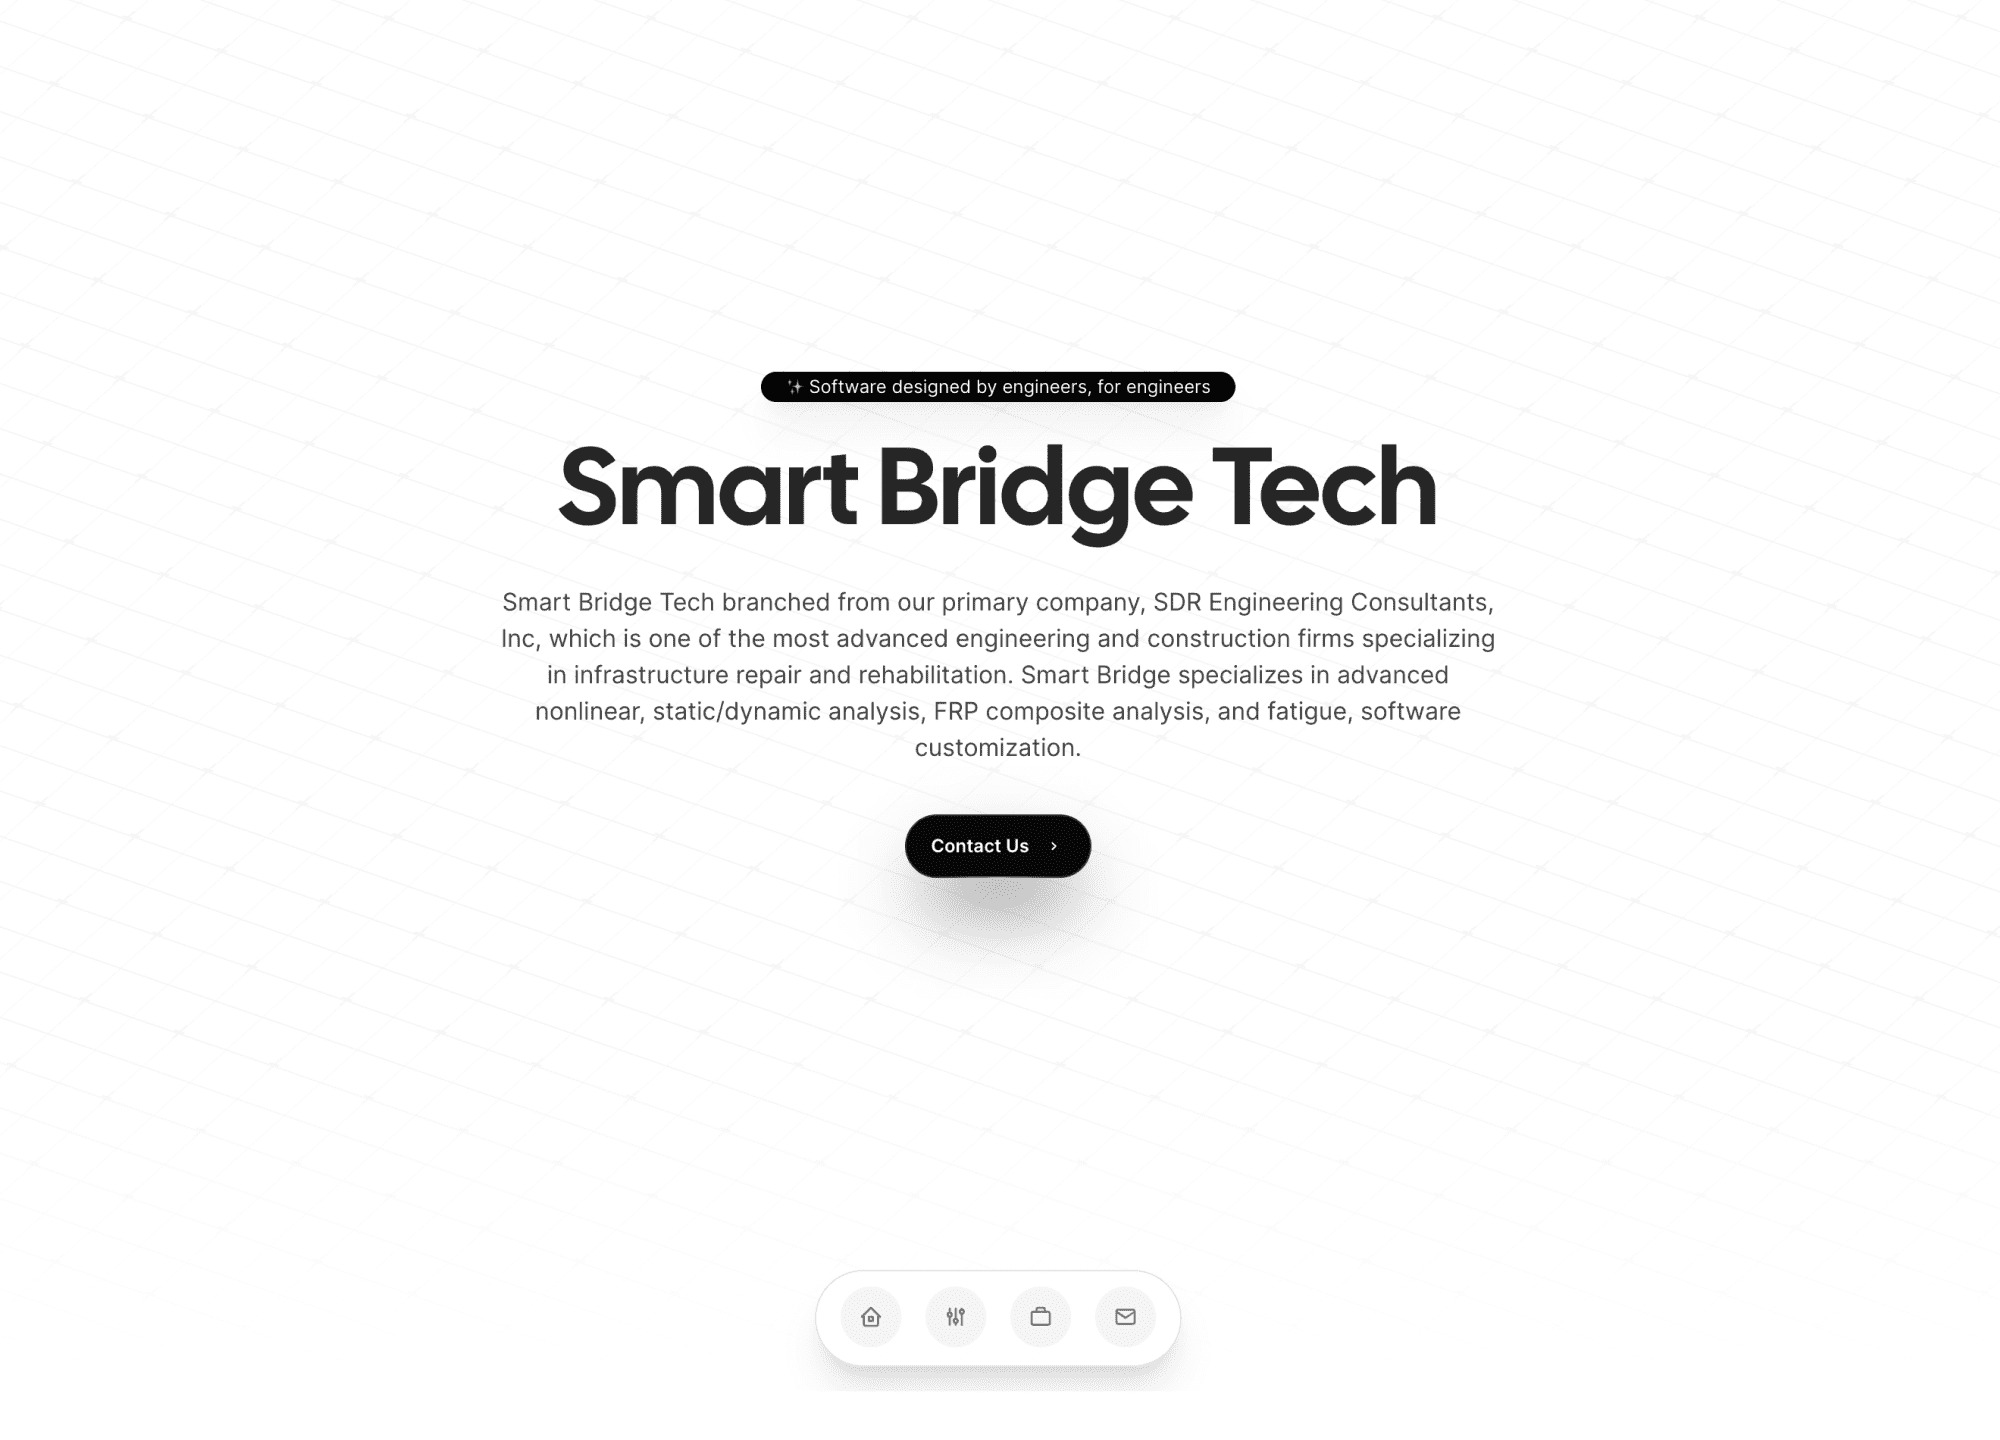 ✨ Software designed by engineers, for engineers
Smart Bridge Tech
Smart Bridge Tech branched from our primary company, SDR Engineering Consultants,
Inc, which is one of the most advanced engineering and construction firms specializing
in infrastructure repair and rehabilitation. Smart Bridge specializes in advanced
nonlinear, static/dynamic analysis, FRP composite analysis, and fatigue, software
customization.
Contact Us